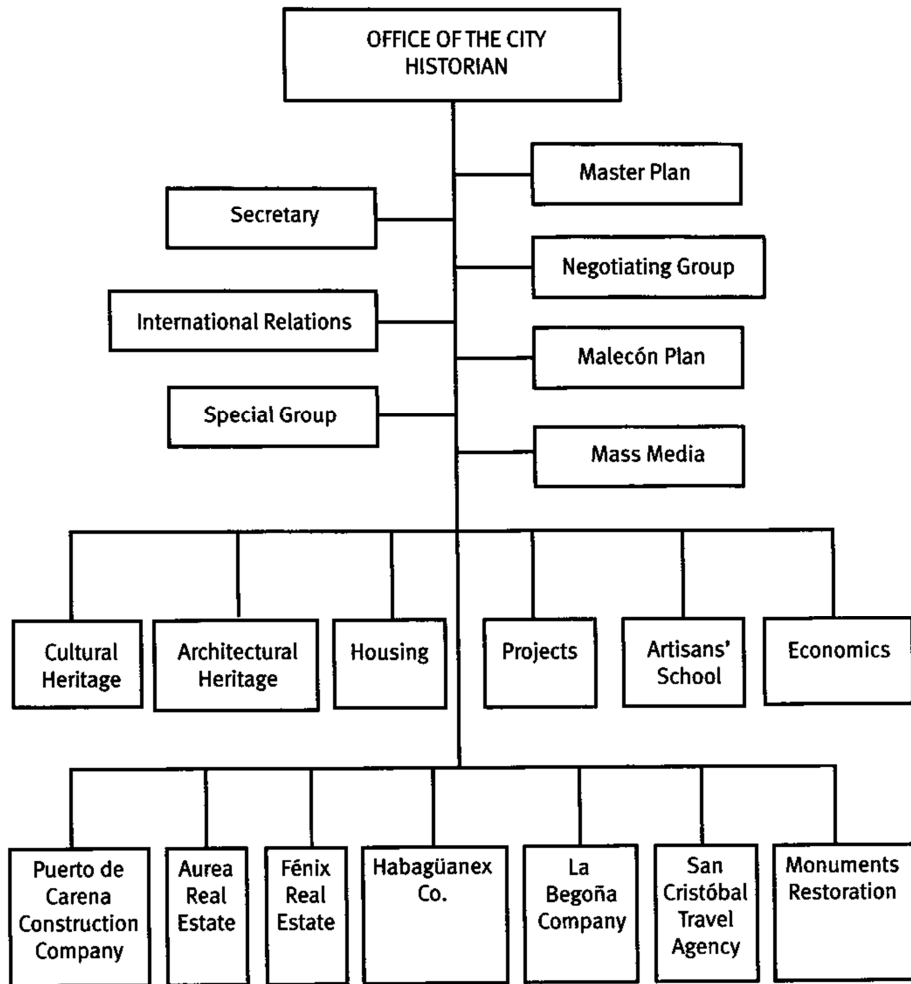 OFFICE OF THE CITY
HISTORIAN
Master Plan
Secretary
Negotiating Group
International Relations
Malecón Plan
Special Group
Mass Media
Cultural
Heritage
Architectural
Heritage
Housing
Projects
Artisans'
School
Economics
Puerto de
Carena
Construction
Company
Aurea
Real
Estate
Fénix
Real
Estate
Habagüanex
Co.
La
Begoña
Company
San
Cristóbal
Travel
Agency
Monuments
Restoration